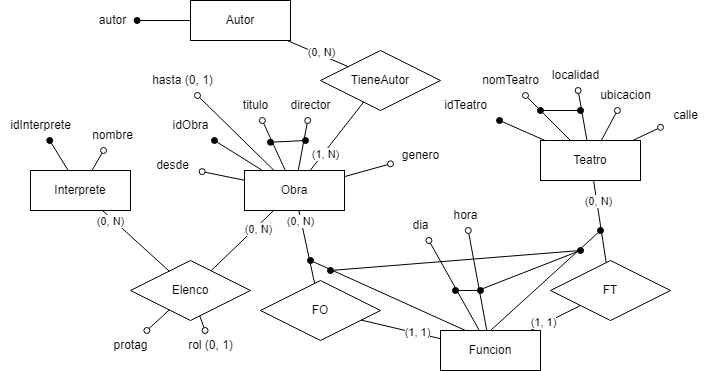 autor
Autor
(0, N)
hasta (0, 1)
TieneAutor
nomTeatro
localidad
titulo
director
idTeatro
ubicacion
idInterprete
nombre
idObra
calle
desde
(1, N)
genero
Teatro
Interprete
Obra
(0, N)
(0, N)
(0, N)
(0, N)
dia
hora
Elenco
FO
FT
protag
rol (0, 1)
(1, 1)
(1, 1)
Funcion